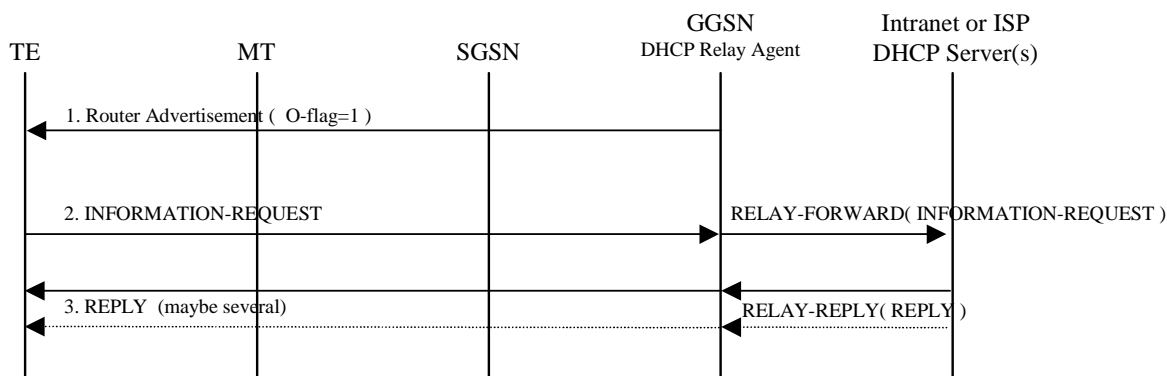 GGSN
Intranet or ISP
TE
MT
SGSN
DHCP Relay Agent
DHCP Server(s)
1. Router Advertisement ( O-flag=1 )
2. INFORMATION-REQUEST
RELAY-FORWARD( INFORMATION-REQUEST )
3. REPLY (maybe several)
RELAY-REPLY( REPLY )